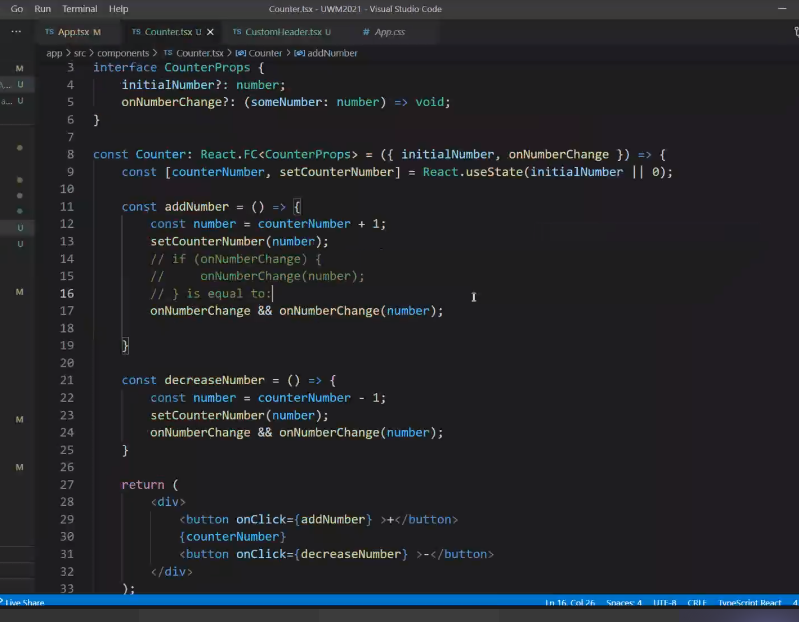 Go Run Terminal Help Counter.tsx - UWM2021 - Visual Studio Code
··· TS App.tsx M TS Counter.tsx U × TS CustomHeader.tsx U # App.css
app > src > components > TS Counter.tsx > Counter > addNumber
M
3 interface CounterProps {
\... U 4 initialNumber?: number;
a... U 5 onNumberChange?: (someNumber: number) => void;
6 }
7
8 const Counter: React.FC<CounterProps> = ({ initialNumber, onNumberChange }) => {
9 const [counterNumber, setCounterNumber] = React.useState(initialNumber || 0);
10
11 const addNumber = () => {
U 12 const number = counterNumber + 1;
U 13 setCounterNumber(number);
14 // if (onNumberChange) {
15 // onNumberChange(number);
M 16 // } is equal to:
17 onNumberChange && onNumberChange(number);
18
19 }
20
21 const decreaseNumber = () => {
22 const number = counterNumber - 1;
M 23 setCounterNumber(number);
24 onNumberChange && onNumberChange(number);
25 }
M 26
27 return (
28 <div>
29 <button onClick={addNumber} >+</button>
30 {counterNumber}
31 <button onClick={decreaseNumber} >-</button>
32 </div>
33 );
Live Share Ln 16, Col 26 Spaces: 4 UTF-8 CRLF TypeScript React 4